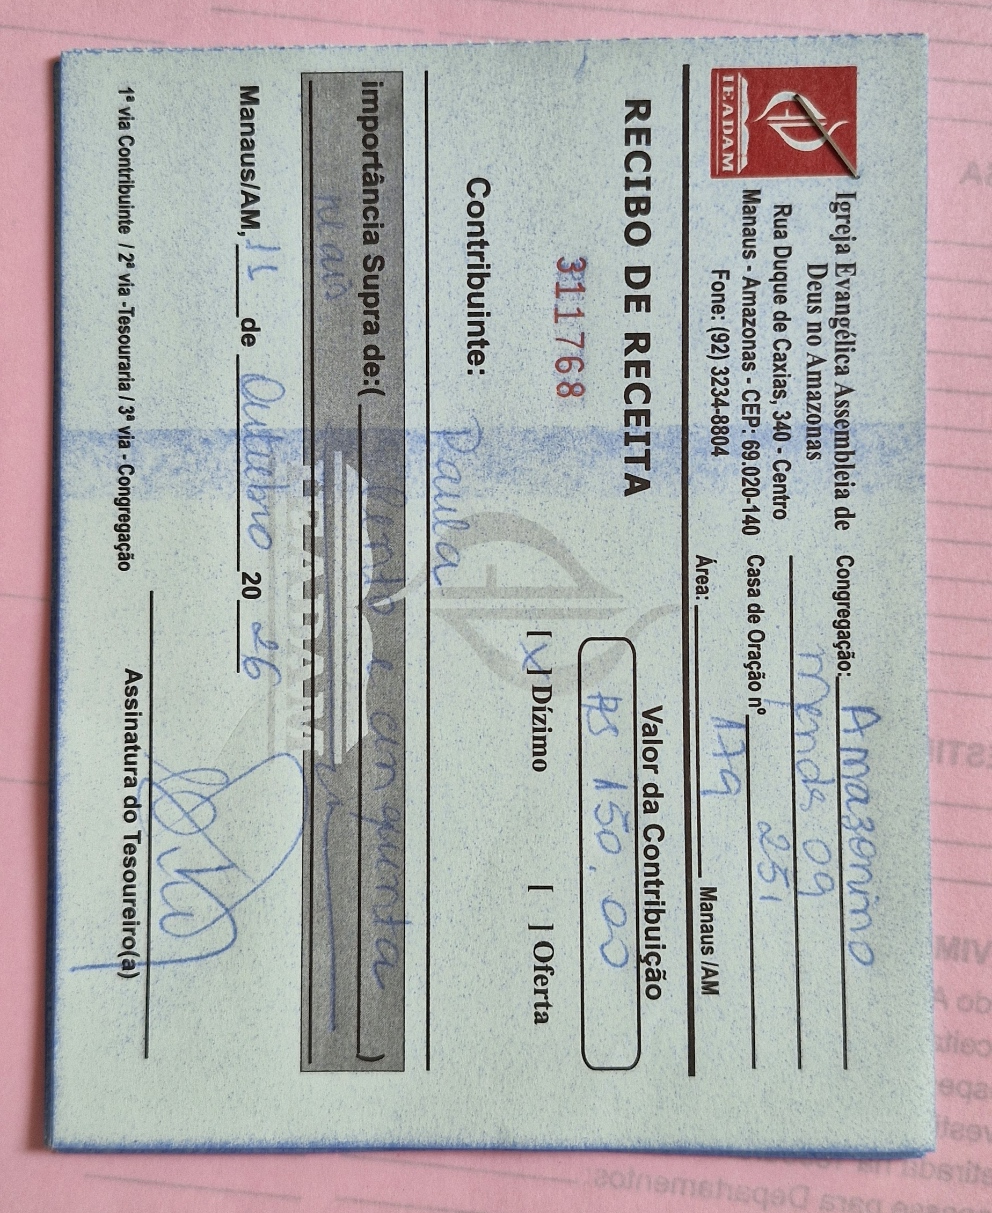 IEADAM
Igreja Evangélica Assembleia de
Deus no Amazonas
Rua Duque de Caxias, 340 - Centro
Manaus - Amazonas - CEP: 69.020-140
Fone: (92) 3234-8804
Congregação: Amazonino
Mendes 09
Casa de Oração nº 251
Área: 179 Manaus /AM
RECIBO DE RECEITA
311768
Valor da Contribuição
R$ 150,00
[X] Dízimo [ ] Oferta
Contribuinte: Paula
importância Supra de:( Cento e cinquenta
reais )
Manaus/AM, 15 de Outubro 20 26
Assinatura do Tesoureiro(a)
1ª via Contribuinte / 2ª via -Tesouraria / 3ª via - Congregação